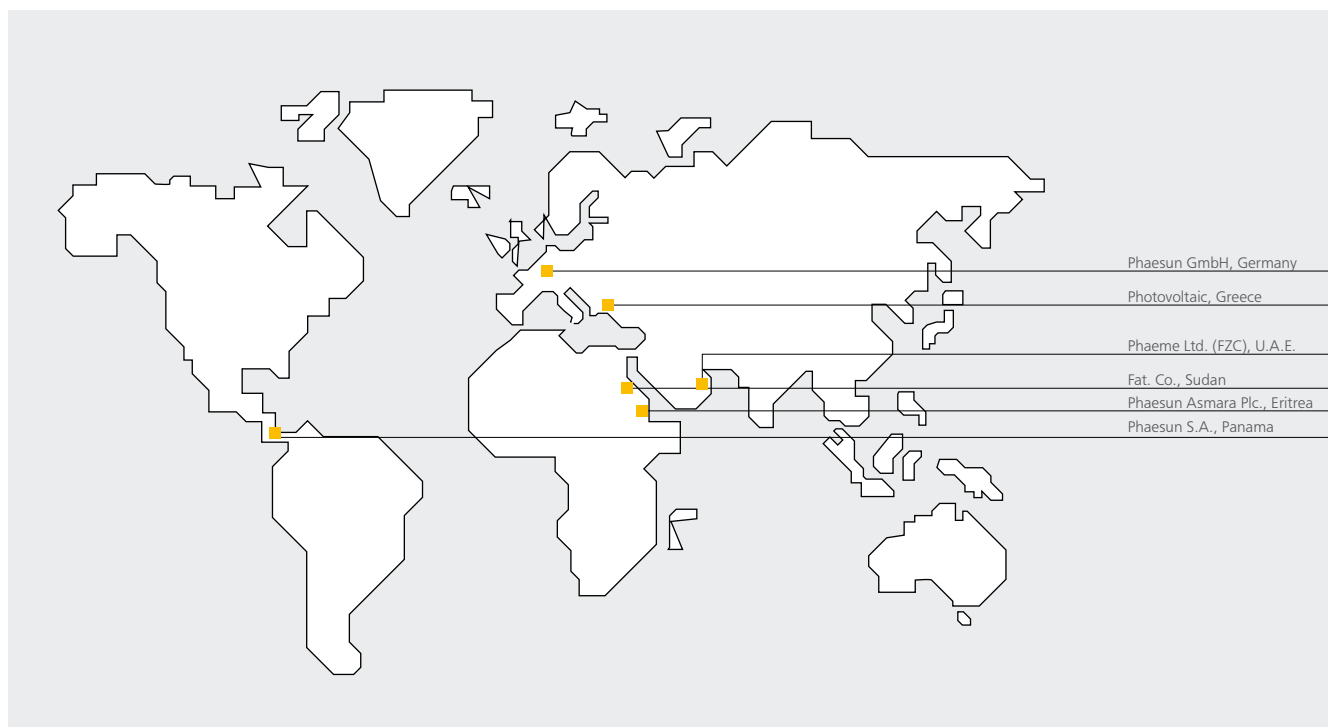 Phaesun GmbH, Germany
Photovoltaic, Greece
Phaeme Ltd. (FZC), U.A.E.
Fat. Co., Sudan
Phaesun Asmara Plc., Eritrea
Phaesun S.A., Panama